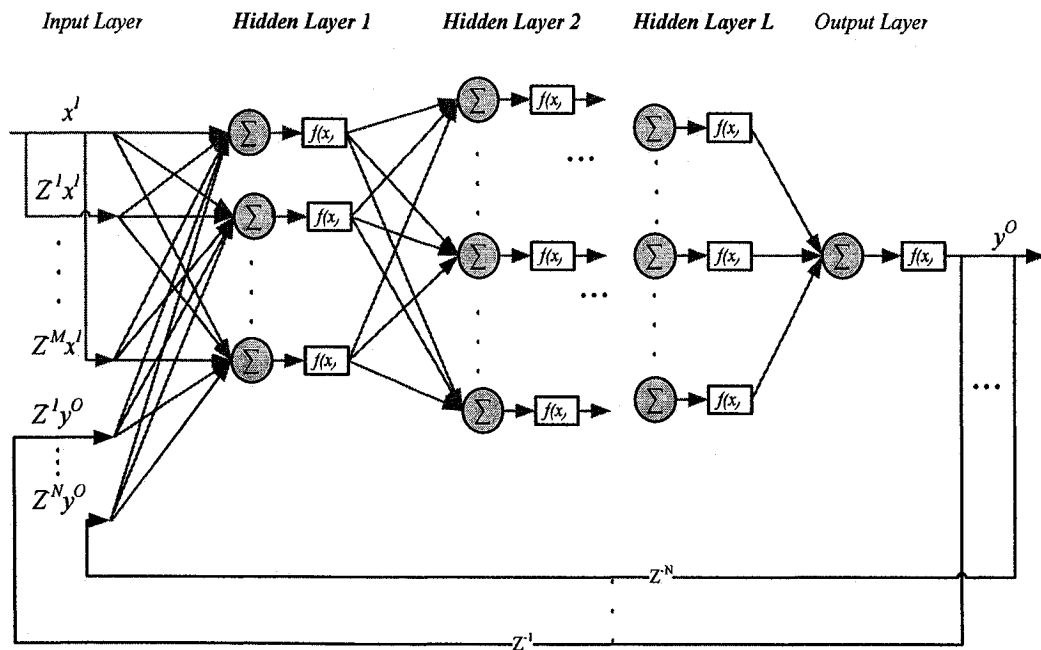 Input Layer Hidden Layer 1 Hidden Layer 2 Hidden Layer L Output Layer
x^I
Z^1x^I
Z^Mx^I
Z^1y^O
Z^Ny^O
Σ f(x,
Σ f(x,
Σ f(x,
Σ f(x,
...
Σ f(x,
...
Σ f(x,
Σ f(x,
Σ f(x,
Σ f(x,
Σ f(x,
y^O
...
Z^-N
Z^-1